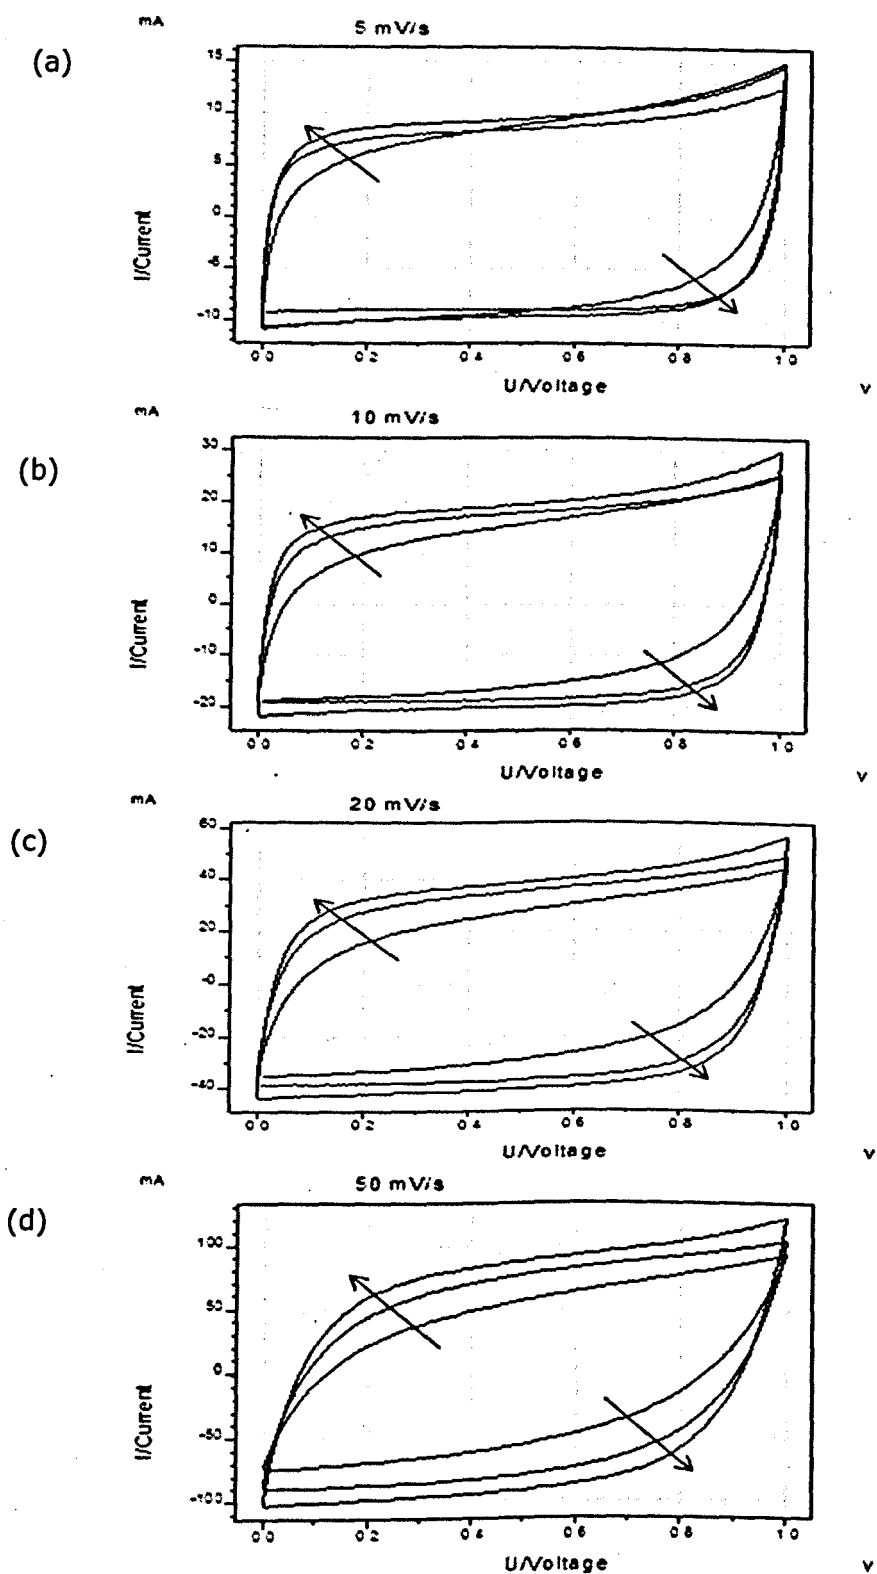 mA 5 mV/s
(a)
15
10
5
0
-5
-10
I/Current
0.0 0.2 0.4 0.6 0.8 1.0
U/Voltage V
mA 10 mV/s
(b)
30
20
10
0
-10
-20
I/Current
0.0 0.2 0.4 0.6 0.8 1.0
U/Voltage V
mA 20 mV/s
(c)
60
40
20
-0
-20
-40
I/Current
0.0 0.2 0.4 0.6 0.8 1.0
U/Voltage V
mA 50 mV/s
(d)
100
50
0
-50
-100
I/Current
0.0 0.2 0.4 0.6 0.8 1.0
U/Voltage V